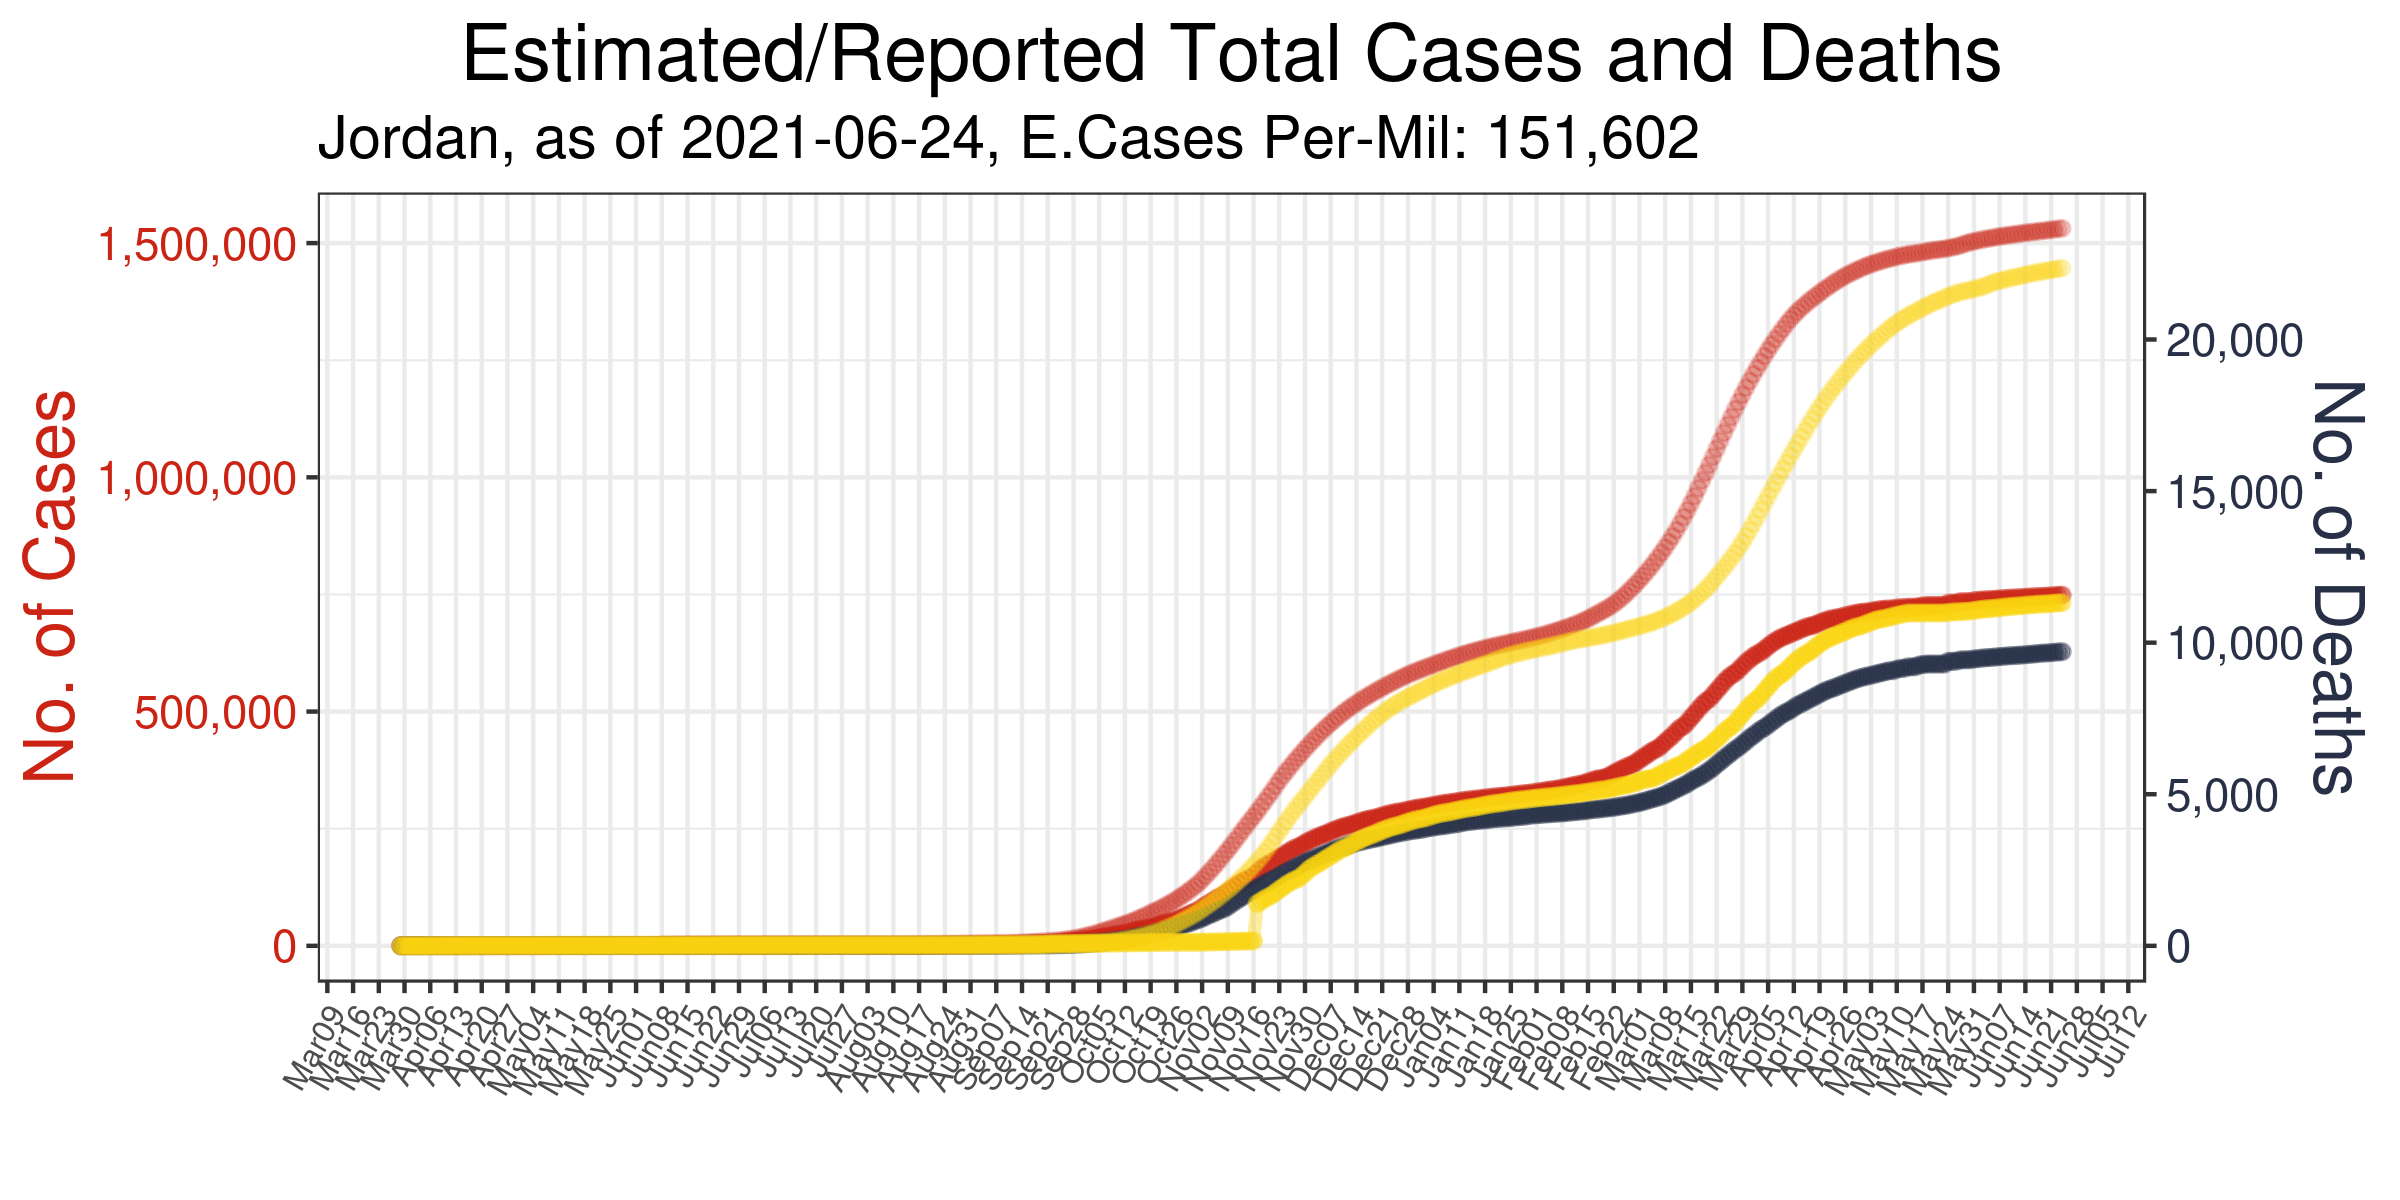 Estimated/Reported Total Cases and Deaths
Jordan, as of 2021-06-24, E.Cases Per-Mil: 151,602
No. of Cases
1,500,000
1,000,000
500,000
0
No. of Deaths
20,000
15,000
10,000
5,000
0
Mar09
Mar16
Mar23
Mar30
Apr06
Apr13
Apr20
Apr27
May04
May11
May18
May25
Jun01
Jun08
Jun15
Jun22
Jun29
Jul06
Jul13
Jul20
Jul27
Aug03
Aug10
Aug17
Aug24
Aug31
Sep07
Sep14
Sep21
Sep28
Oct05
Oct12
Oct19
Oct26
Nov02
Nov09
Nov16
Nov23
Nov30
Dec07
Dec14
Dec21
Dec28
Jan04
Jan11
Jan18
Jan25
Feb01
Feb08
Feb15
Feb22
Mar01
Mar08
Mar15
Mar22
Mar29
Apr05
Apr12
Apr19
Apr26
May03
May10
May17
May24
May31
Jun07
Jun14
Jun21
Jun28
Jul05
Jul12